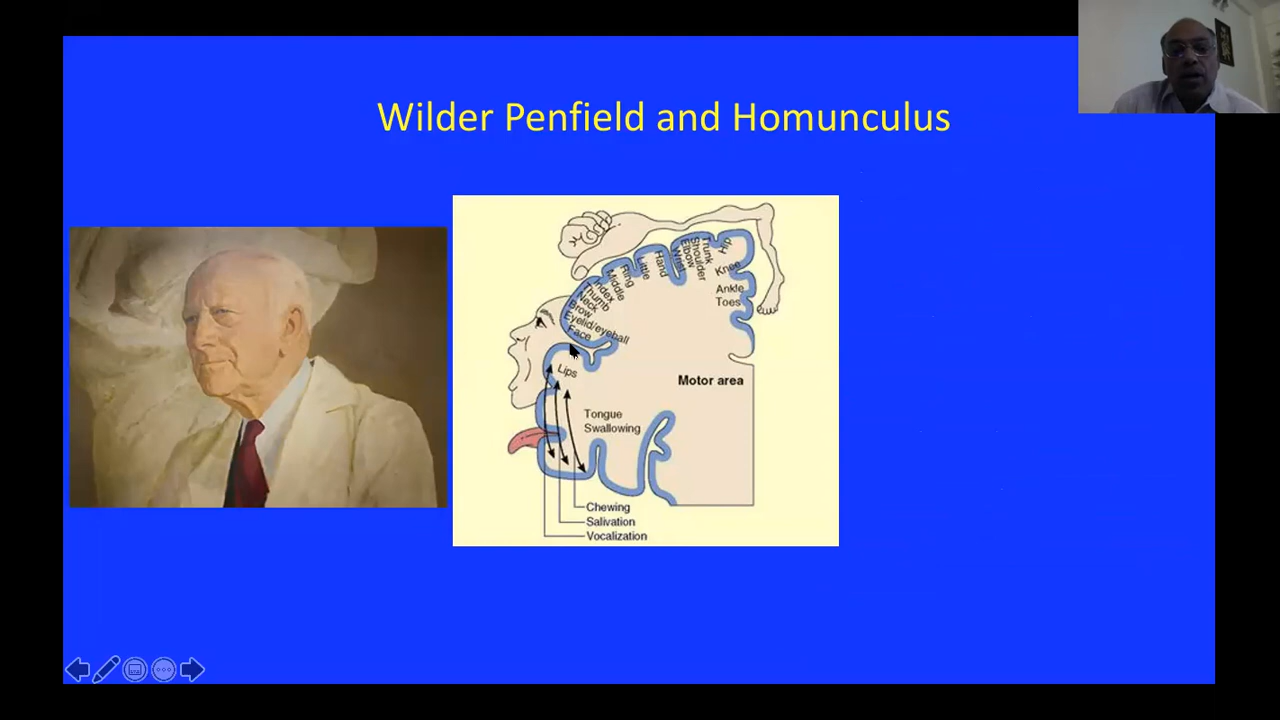 Wilder Penfield and Homunculus
Hip
Trunk
Shoulder
Elbow
Wrist
Hand
Little
Ring
Middle
Index
Thumb
Neck
Brow
Eyelid/eyeball
Face
Knee
Ankle
Toes
Lips
Motor area
Tongue
Swallowing
Chewing
Salivation
Vocalization